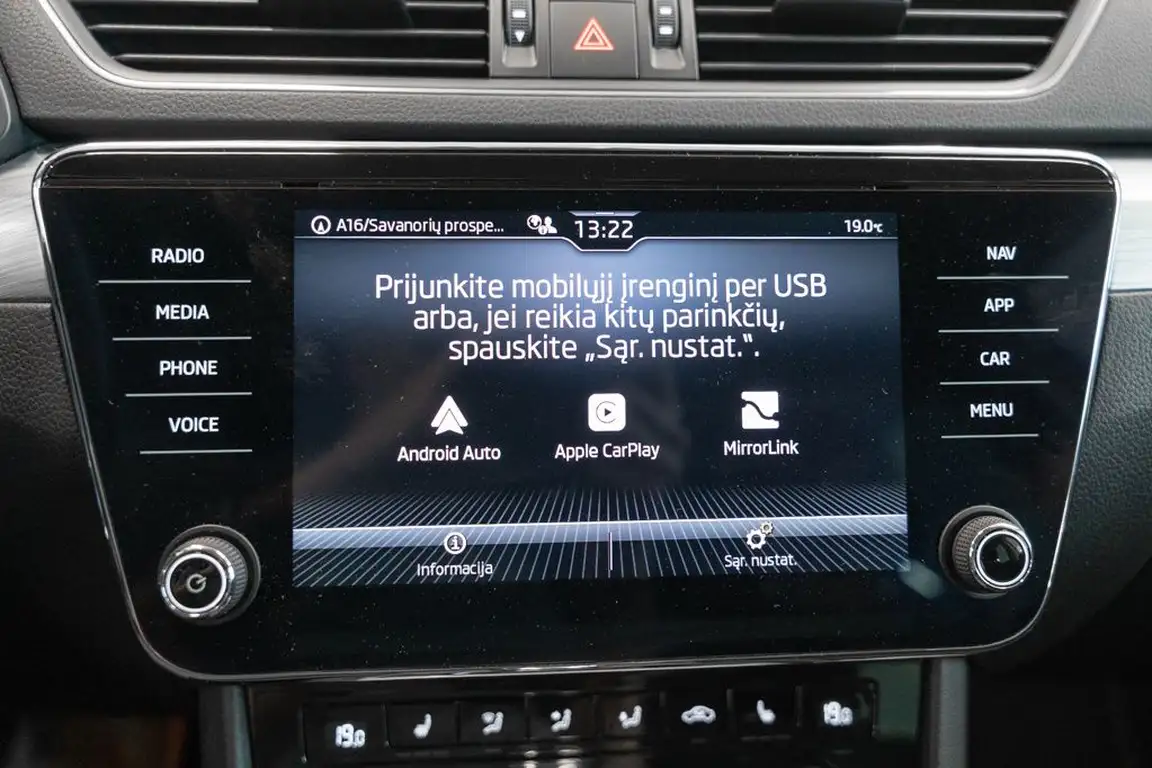 A16/Savanorių prospe... 13:22 19.0°C
RADIO
MEDIA
PHONE
VOICE
Prijunkite mobilųjį įrenginį per USB
arba, jei reikia kitų parinkčių,
spauskite „Sąr. nustat.“.
Android Auto Apple CarPlay MirrorLink
Informacija Sąr. nustat.
NAV
APP
CAR
MENU
19.0 19.0